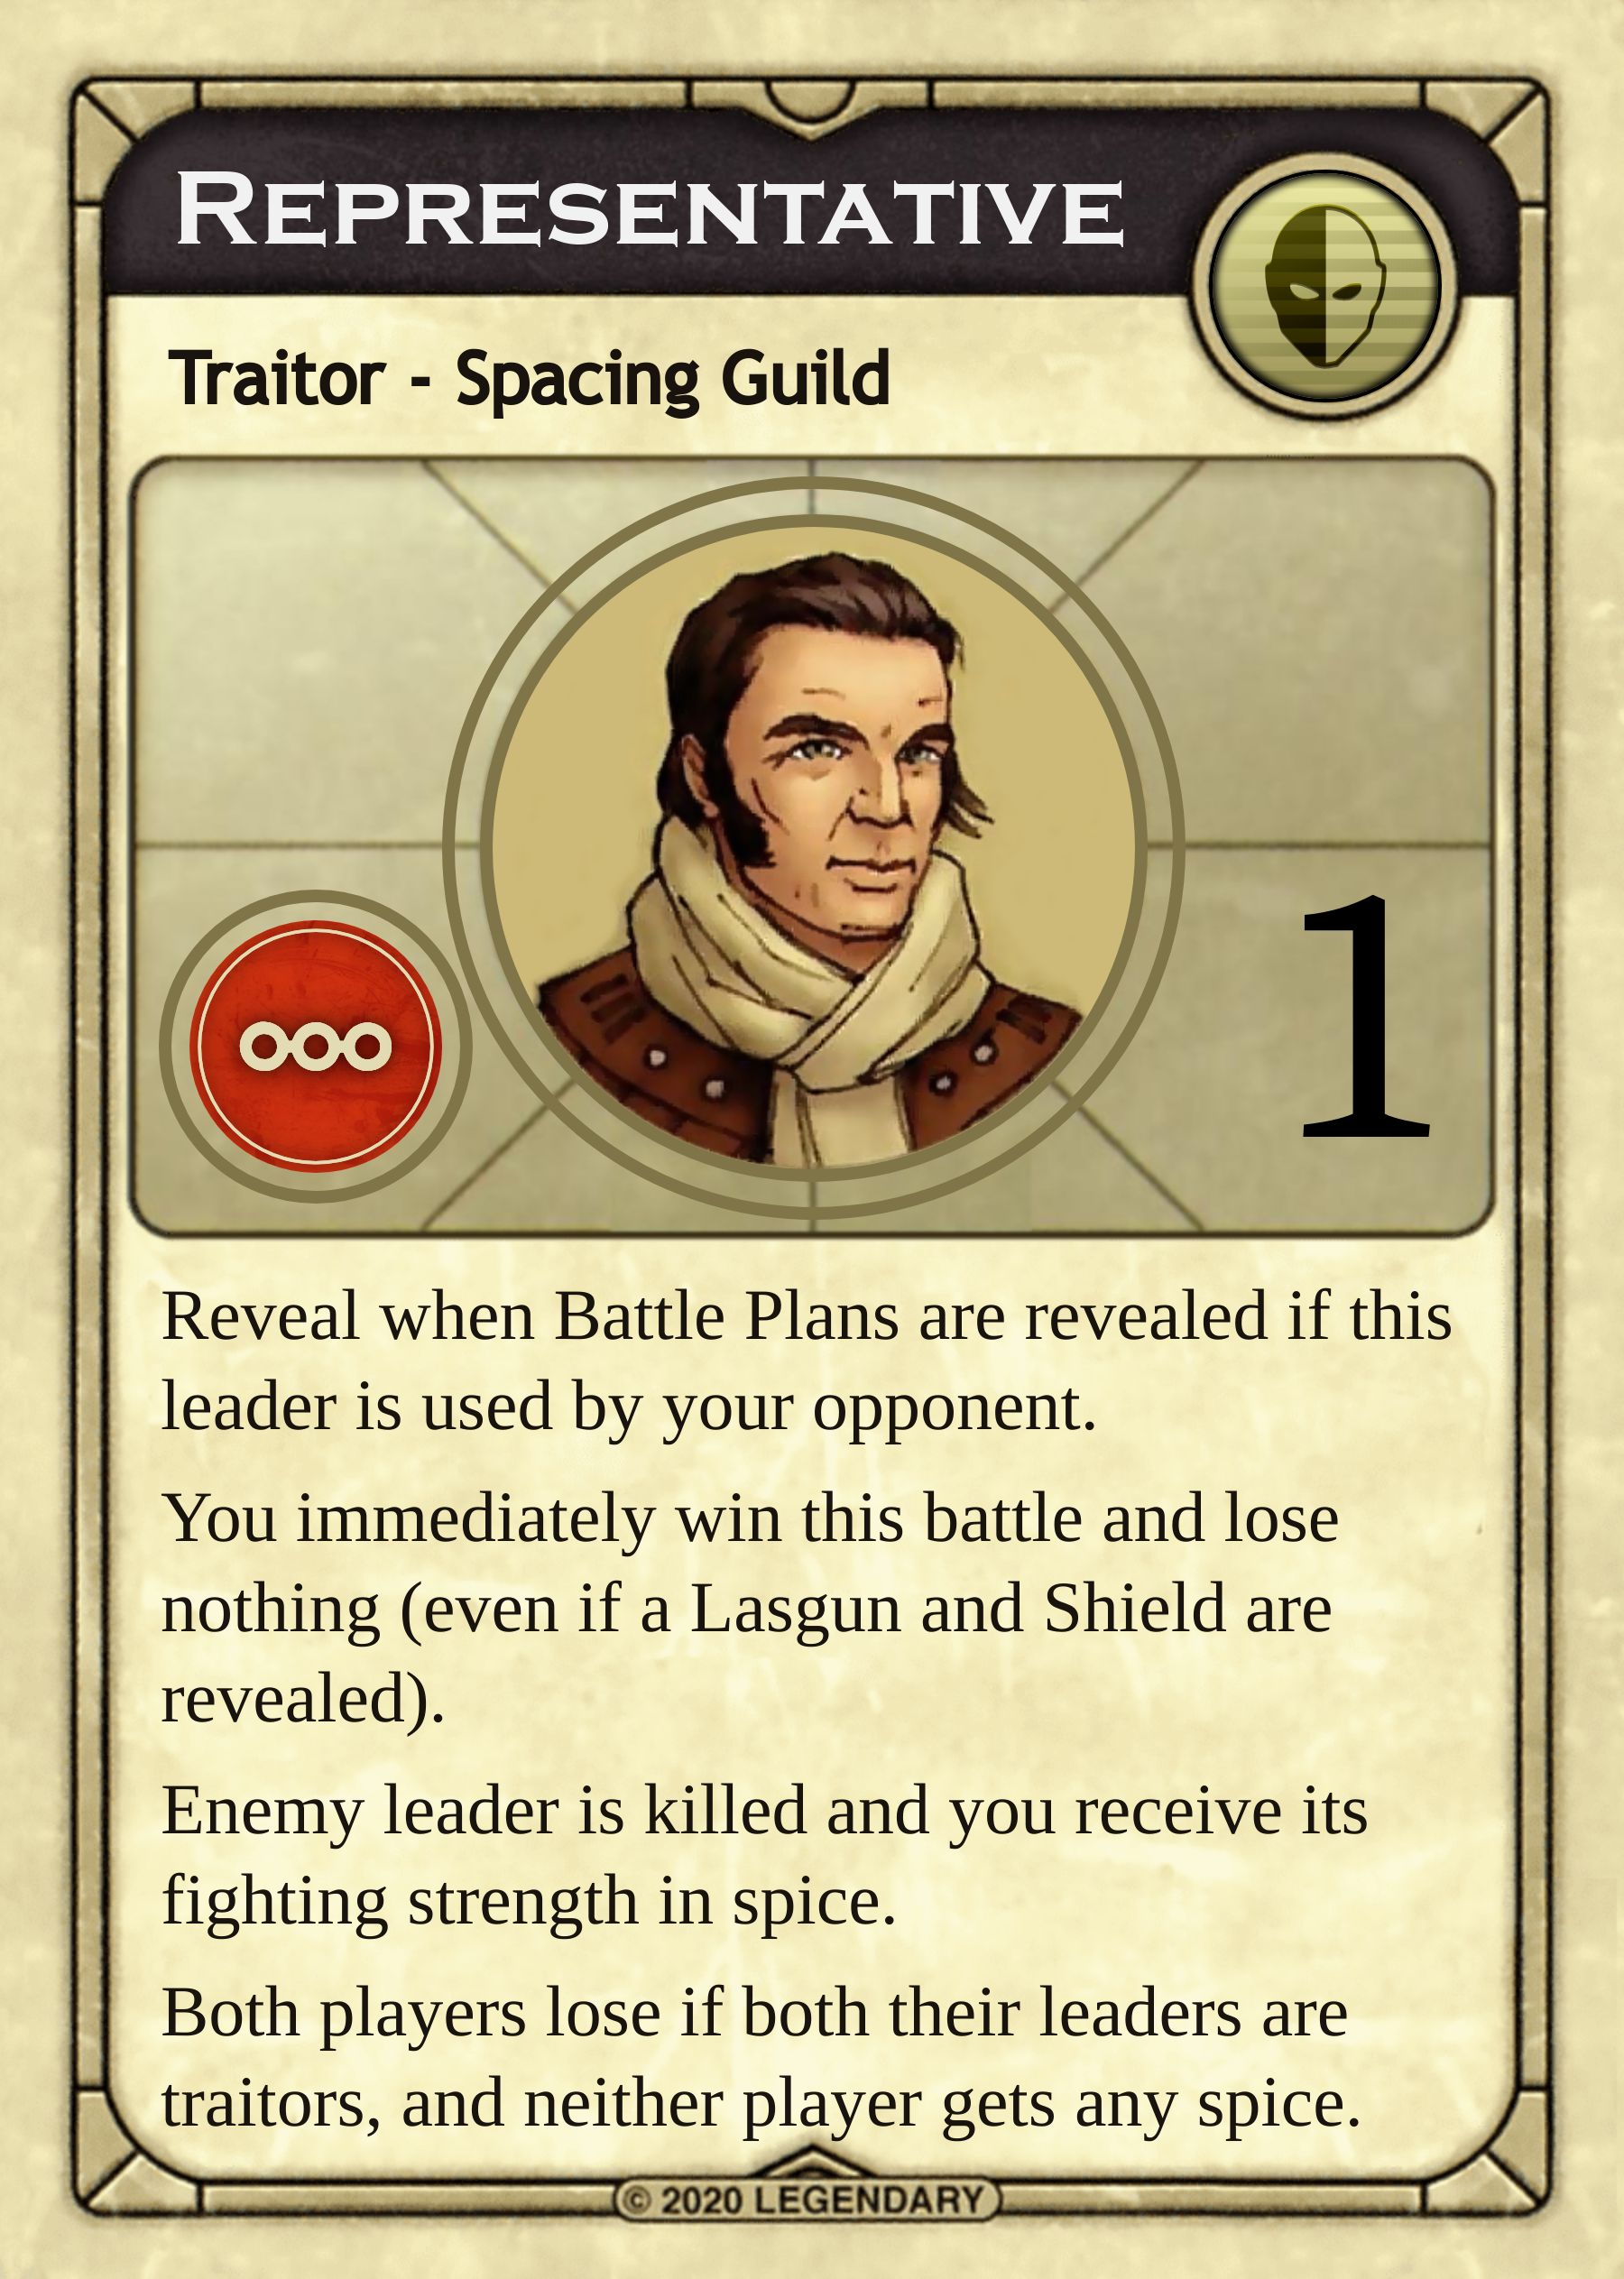 REPRESENTATIVE
Traitor - Spacing Guild
1
Reveal when Battle Plans are revealed if this
leader is used by your opponent.
You immediately win this battle and lose
nothing (even if a Lasgun and Shield are
revealed).
Enemy leader is killed and you receive its
fighting strength in spice.
Both players lose if both their leaders are
traitors, and neither player gets any spice.
© 2020 LEGENDARY